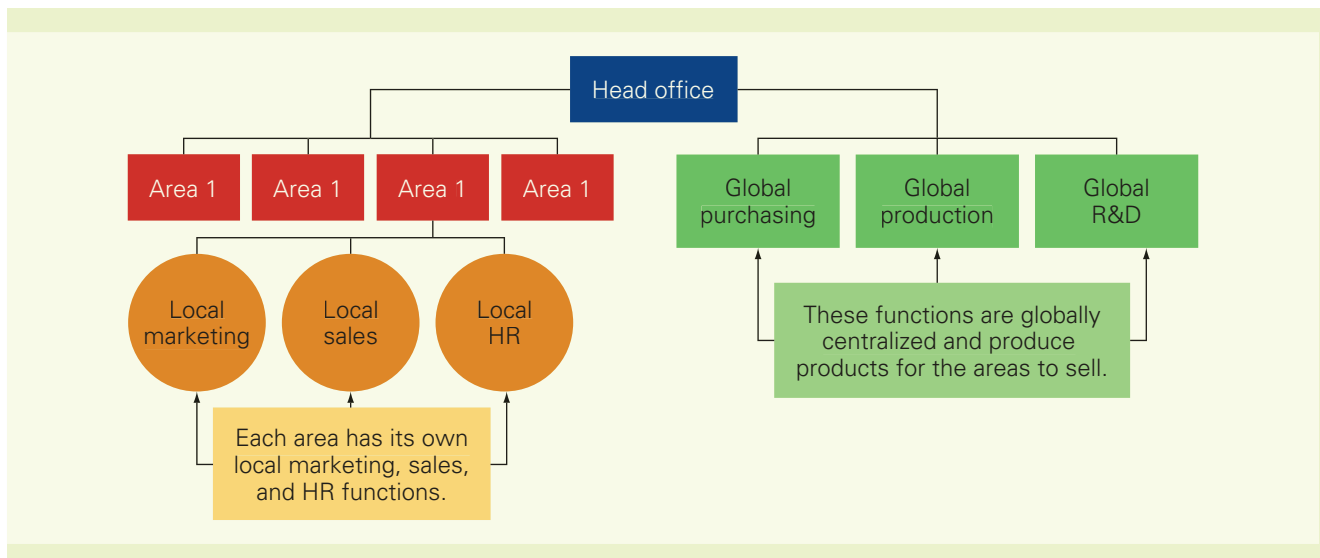 Head office
Area 1
Area 1
Area 1
Area 1
Global
purchasing
Global
production
Global
R&D
Local
marketing
Local
sales
Local
HR
These functions are globally
centralized and produce
products for the areas to sell.
Each area has its own
local marketing, sales,
and HR functions.